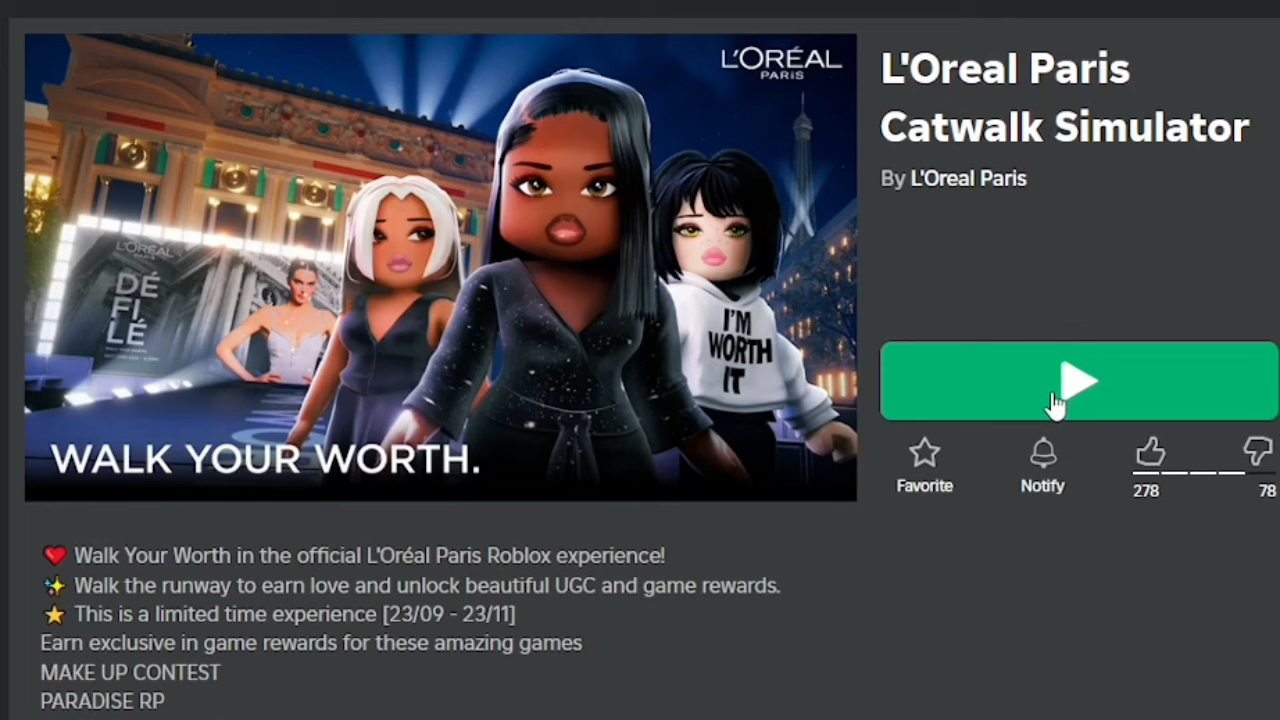 L'ORÉAL
PARIS
L'Oreal Paris
Catwalk Simulator
By L'Oreal Paris
L'ORÉAL
DÉ
FI
LÉ
I'M
WORTH
IT
WALK YOUR WORTH.
Favorite
Notify
278
78
❤️ Walk Your Worth in the official L'Oréal Paris Roblox experience!
✨ Walk the runway to earn love and unlock beautiful UGC and game rewards.
⭐ This is a limited time experience [23/09 - 23/11]
Earn exclusive in game rewards for these amazing games
MAKE UP CONTEST
PARADISE RP